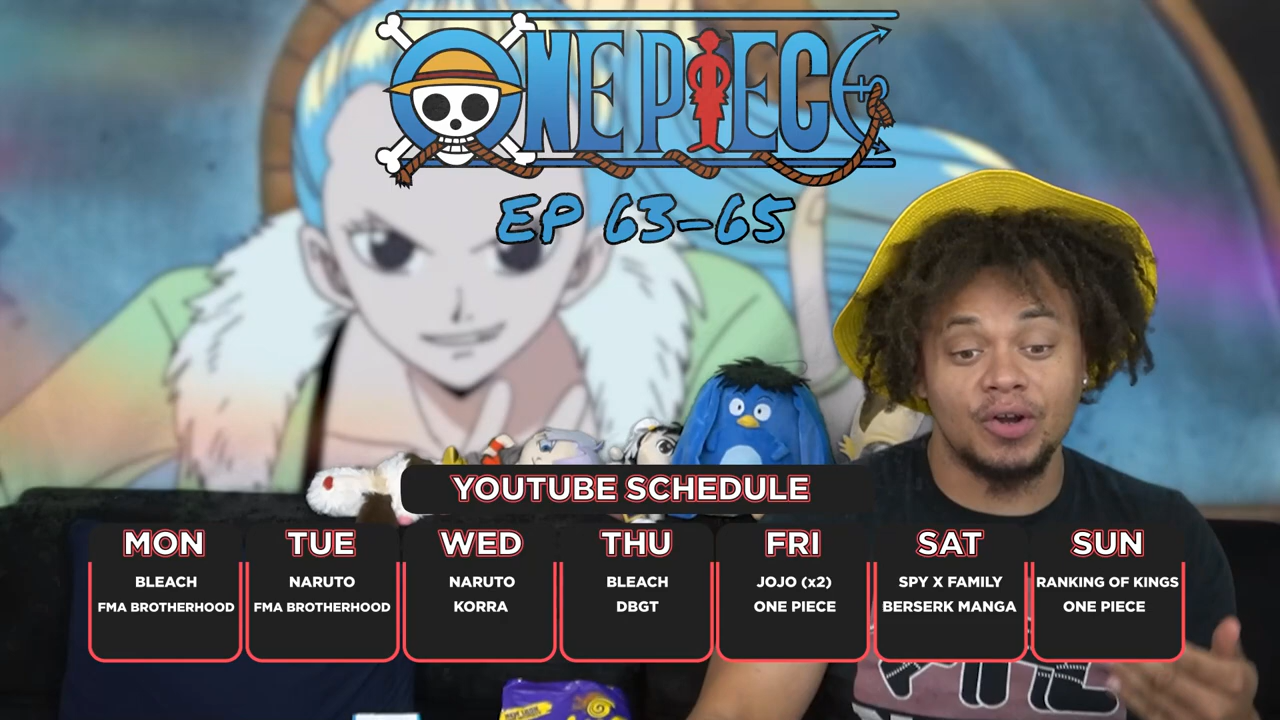 ONE PIECE
EP 63-65
YOUTUBE SCHEDULE
MON
BLEACH
FMA BROTHERHOOD
TUE
NARUTO
FMA BROTHERHOOD
WED
NARUTO
KORRA
THU
BLEACH
DBGT
FRI
JOJO (x2)
ONE PIECE
SAT
SPY X FAMILY
BERSERK MANGA
SUN
RANKING OF KINGS
ONE PIECE